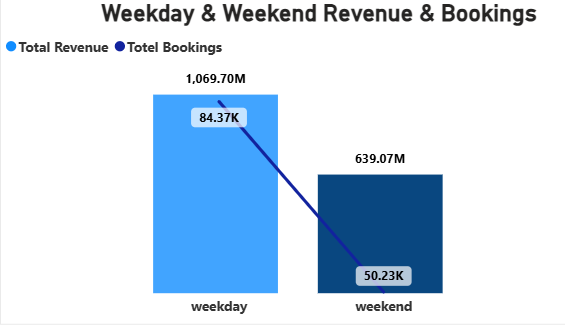 Weekday & Weekend Revenue & Bookings
Total Revenue Totel Bookings
1,069.70M
84.37K
639.07M
50.23K
weekday weekend